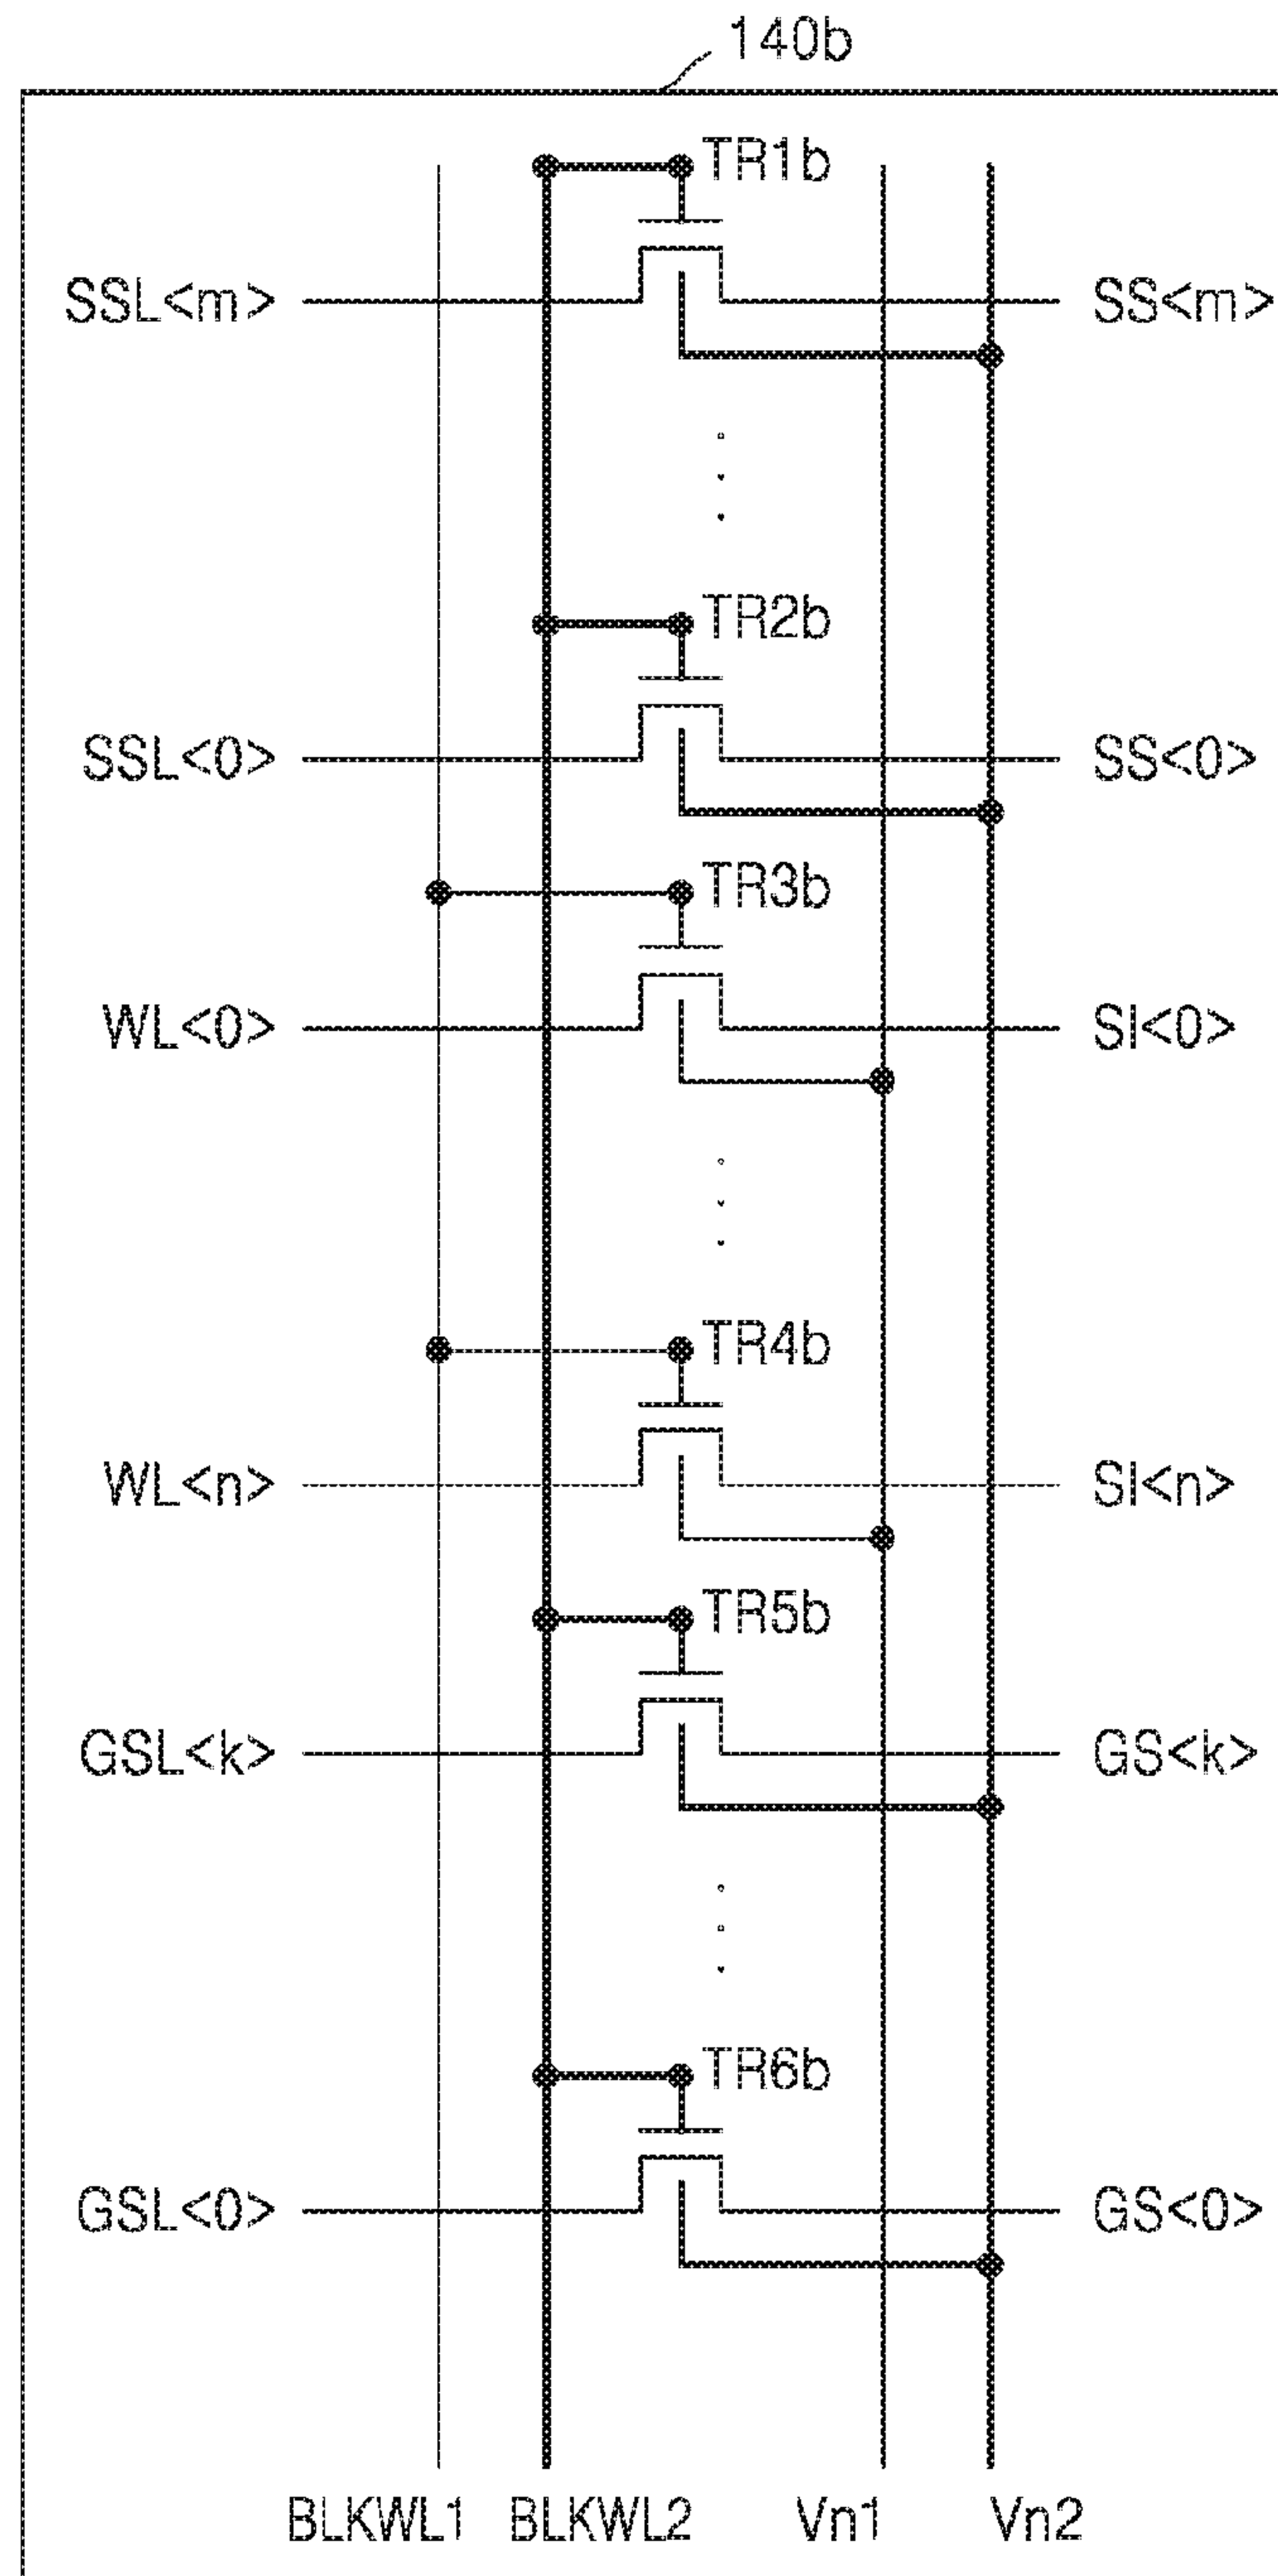 140b
TR1b
SSL<m> SS<m>
TR2b
SSL<0> SS<0>
TR3b
WL<0> SI<0>
TR4b
WL<n> SI<n>
TR5b
GSL<k> GS<k>
TR6b
GSL<0> GS<0>
BLKWL1 BLKWL2 Vn1 Vn2